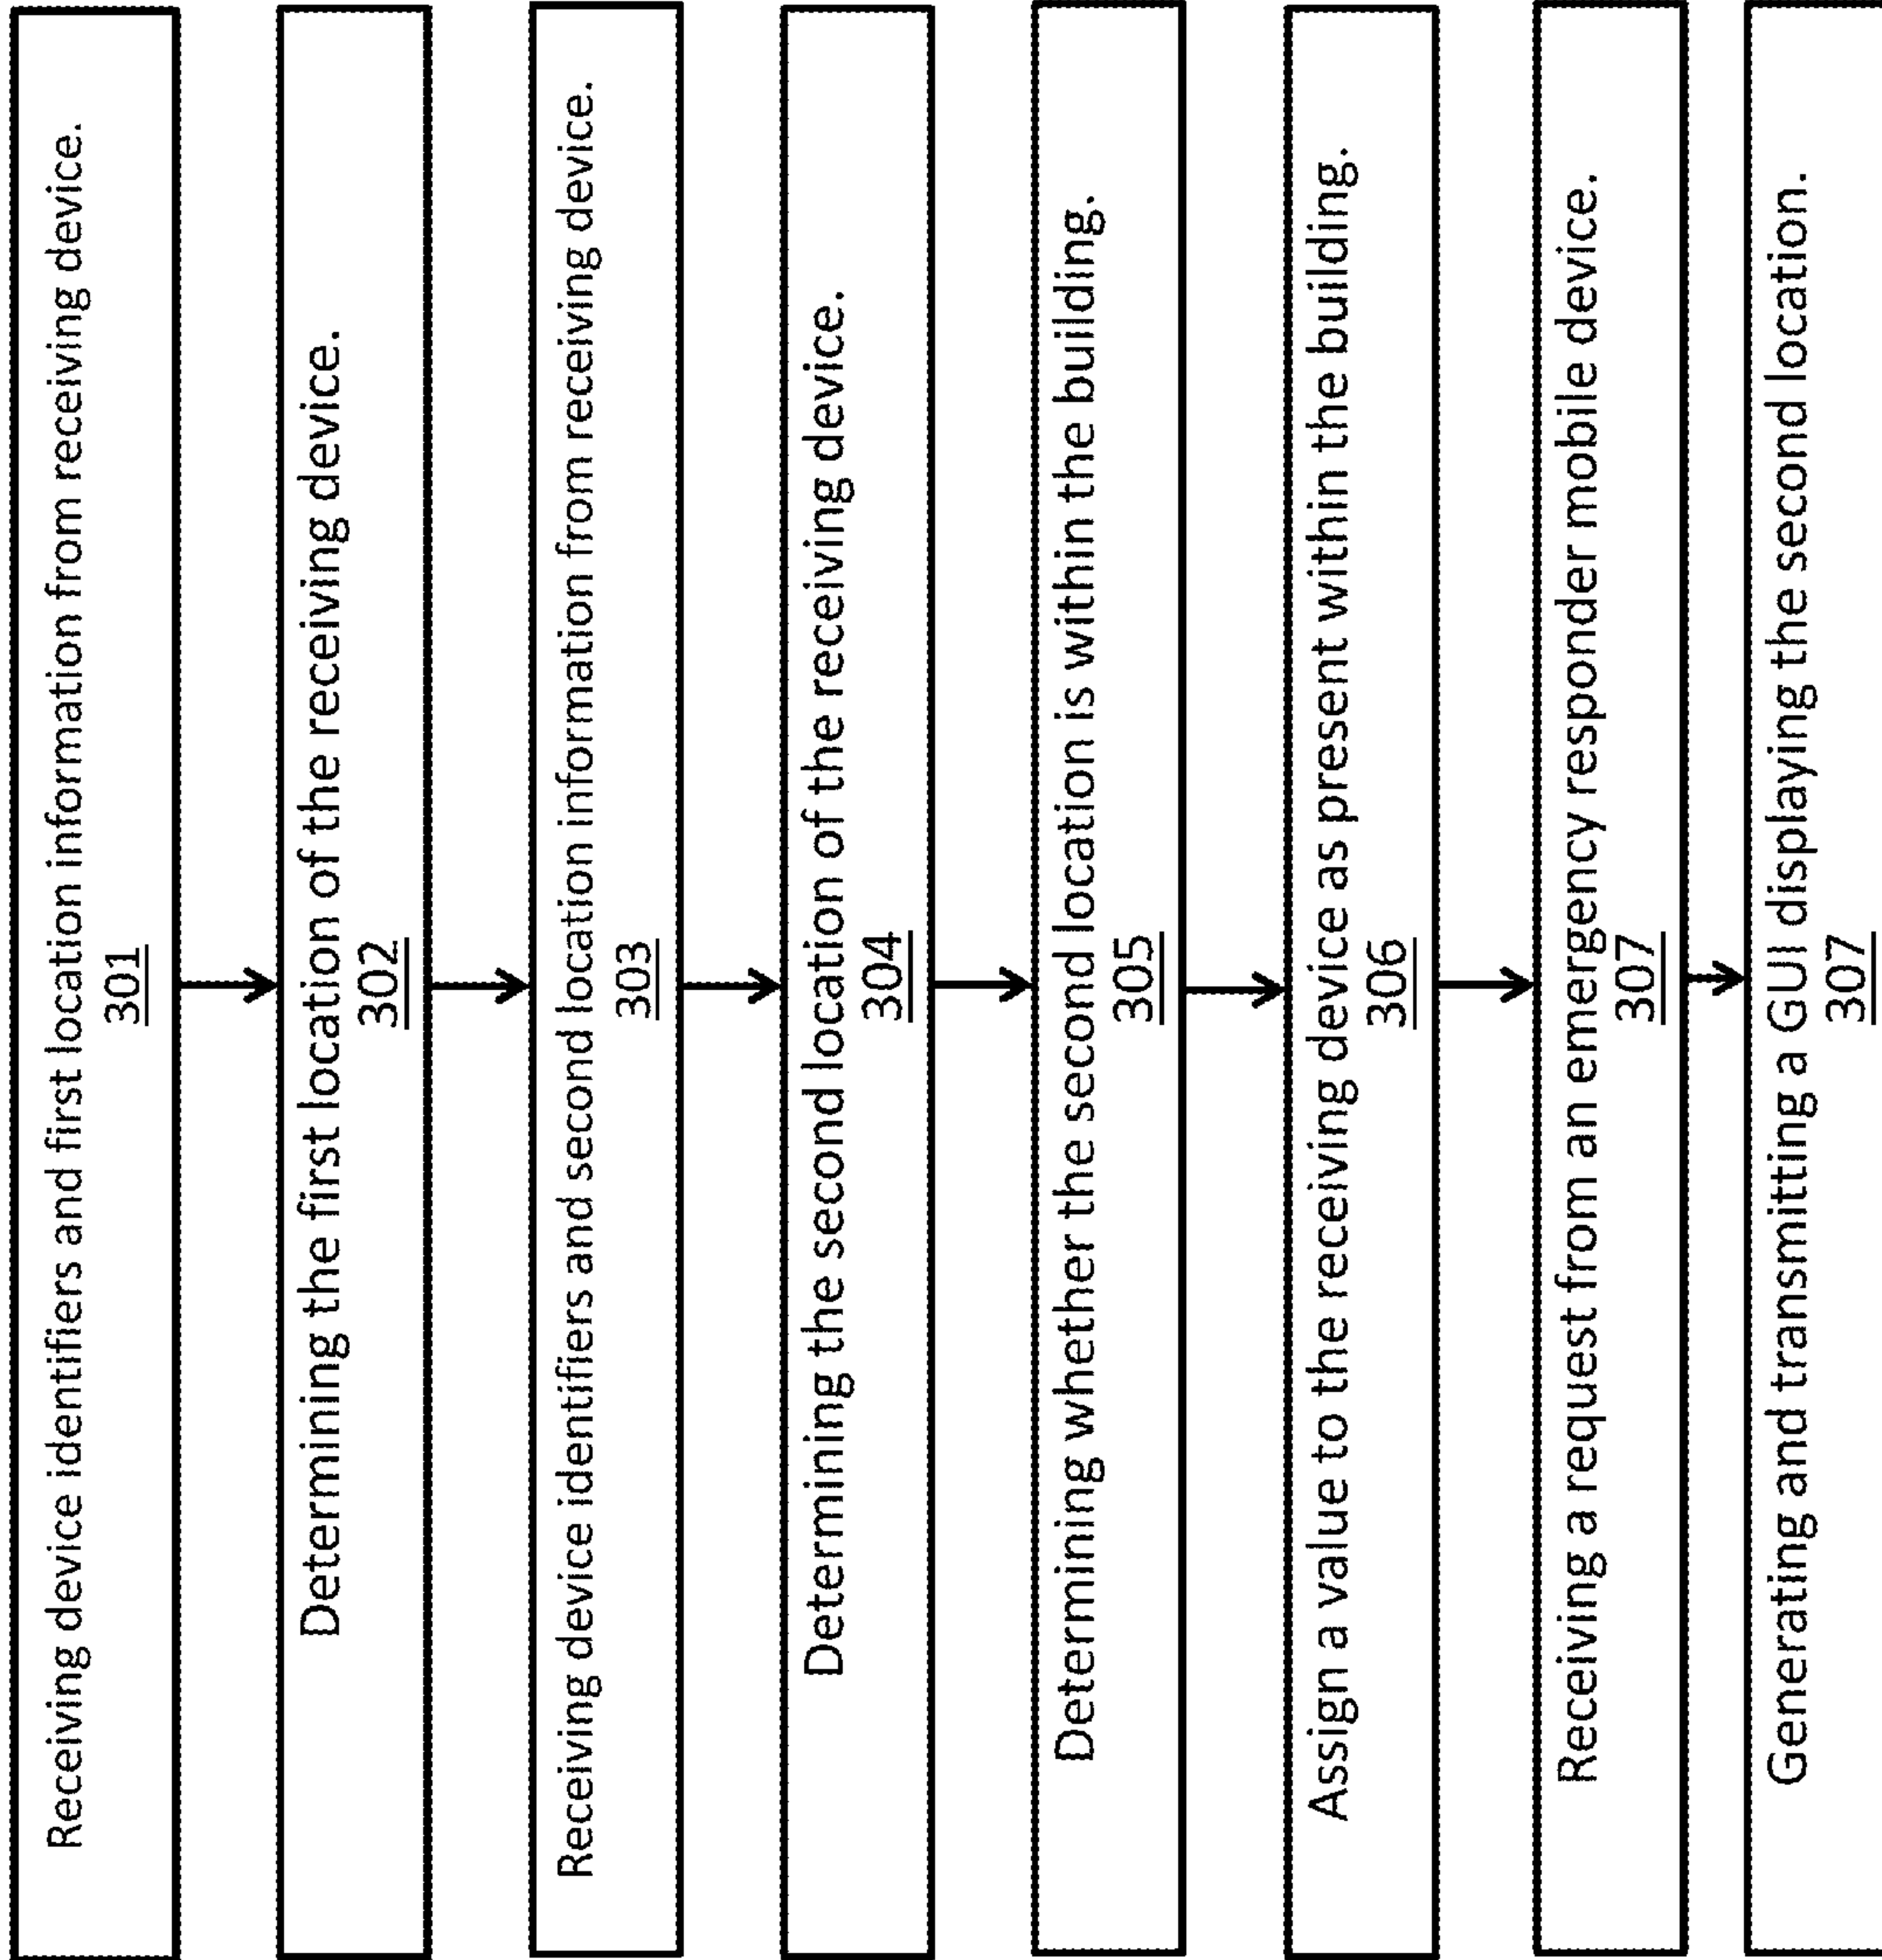 Receiving device identifiers and first location information from receiving device.
301
Determining the first location of the receiving device.
302
Receiving device identifiers and second location information from receiving device.
303
Determining the second location of the receiving device.
304
Determining whether the second location is within the building.
305
Assign a value to the receiving device as present within the building.
306
Receiving a request from an emergency responder mobile device.
307
Generating and transmitting a GUI displaying the second location.
307